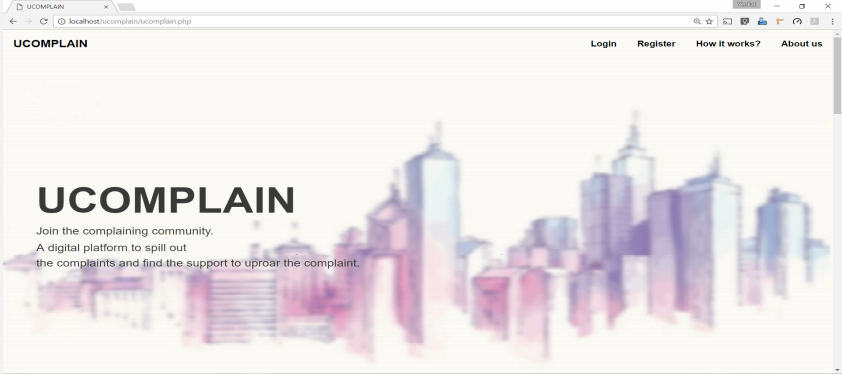 UCOMPLAIN
localhost/ucomplain/ucomplain.php
UCOMPLAIN
Login Register How it works? About us
UCOMPLAIN
Join the complaining community.
A digital platform to spill out
the complaints and find the support to uproar the complaint.